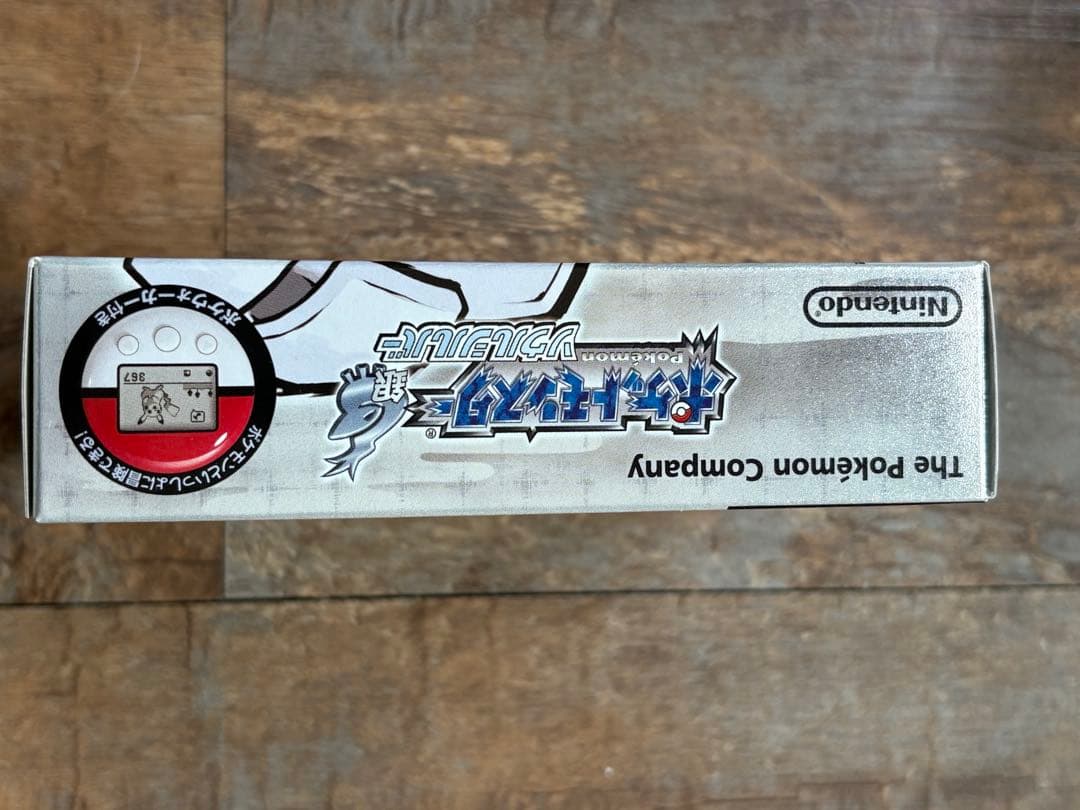 The Pokémon Company
ポケットモンスター
®
Pokémon
銀
ソウルシルバー
Nintendo
ポケモンといっしょに冒険できる！
367
ポケウォーカー付き